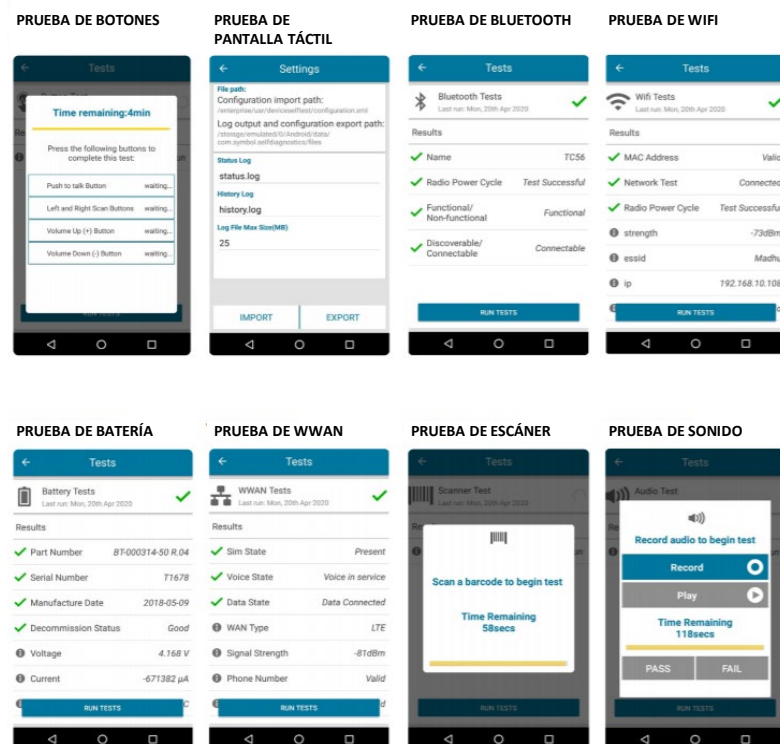 PRUEBA DE BOTONES
Tests
Time remaining:4min
Press the following buttons to
complete this test:
Push to talk Button waiting...
Left and Right Scan Buttons waiting...
Volume Up (+) Button waiting...
Volume Down (-) Button waiting...
RUN TESTS
PRUEBA DE
PANTALLA TÁCTIL
Settings
File path:
Configuration import path:
/enterprise/usr/deviceselftest/configuration.xml
Log output and configuration export path:
/storage/emulated/0/Android/data/
com.symbol.selfdiagnostics/files
Status Log
status.log
History Log
history.log
Log File Max Size(MB)
25
IMPORT EXPORT
PRUEBA DE BLUETOOTH
Tests
Bluetooth Tests
Last run: Mon, 20th Apr 2020
Results
Name TC56
Radio Power Cycle Test Successful
Functional/
Non-functional Functional
Discoverable/
Connectable Connectable
RUN TESTS
PRUEBA DE WIFI
Tests
Wifi Tests
Last run: Mon, 20th Apr 2020
Results
MAC Address Valid
Network Test Connected
Radio Power Cycle Test Successful
strength -73dBm
essid Madhu
ip 192.168.10.108
RUN TESTS
PRUEBA DE BATERÍA
Tests
Battery Tests
Last run: Mon, 20th Apr 2020
Results
Part Number BT-000314-50 R.04
Serial Number T1678
Manufacture Date 2018-05-09
Decommission Status Good
Voltage 4.168 V
Current -671382 µA
C
RUN TESTS
PRUEBA DE WWAN
Tests
WWAN Tests
Last run: Mon, 20th Apr 2020
Results
Sim State Present
Voice State Voice in service
Data State Data Connected
WAN Type LTE
Signal Strength -81dBm
Phone Number Valid
d
RUN TESTS
PRUEBA DE ESCÁNER
Tests
Scanner Test
Last run: Mon, 20th Apr 2020
Scan a barcode to begin test
Time Remaining
58secs
RUN TESTS
PRUEBA DE SONIDO
Tests
Audio Test
Record audio to
begin test
Record
Play
Time Remaining
118secs
PASS FAIL
RUN TESTS